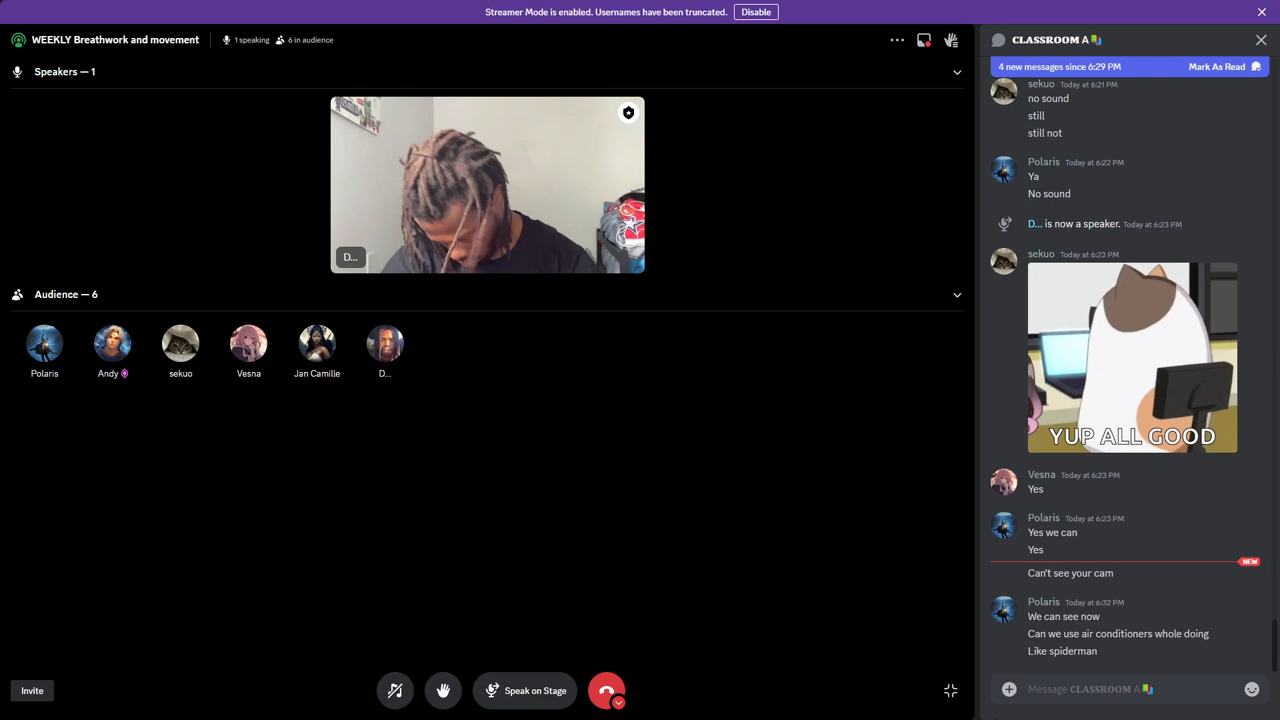 Streamer Mode is enabled. Usernames have been truncated. Disable
WEEKLY Breathwork and movement
1 speaking 6 in audience
Speakers — 1
D...
Audience — 6
Polaris
Andy
sekuo
Vesna
Jan Camille
D...
Invite
Speak on Stage
CLASSROOM A
4 new messages since 6:29 PM Mark As Read
sekuo Today at 6:21 PM
no sound
still
still not
Polaris Today at 6:22 PM
Ya
No sound
D... is now a speaker. Today at 6:23 PM
sekuo Today at 6:23 PM
YUP ALL GOOD
Vesna Today at 6:23 PM
Yes
Polaris Today at 6:23 PM
Yes we can
Yes
NEW
Can't see your cam
Polaris Today at 6:32 PM
We can see now
Can we use air conditioners whole doing
Like spiderman
Message CLASSROOM A